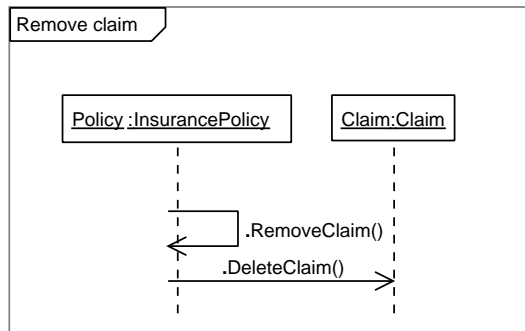 Remove claim
Policy :InsurancePolicy
Claim:Claim
.RemoveClaim()
.DeleteClaim()